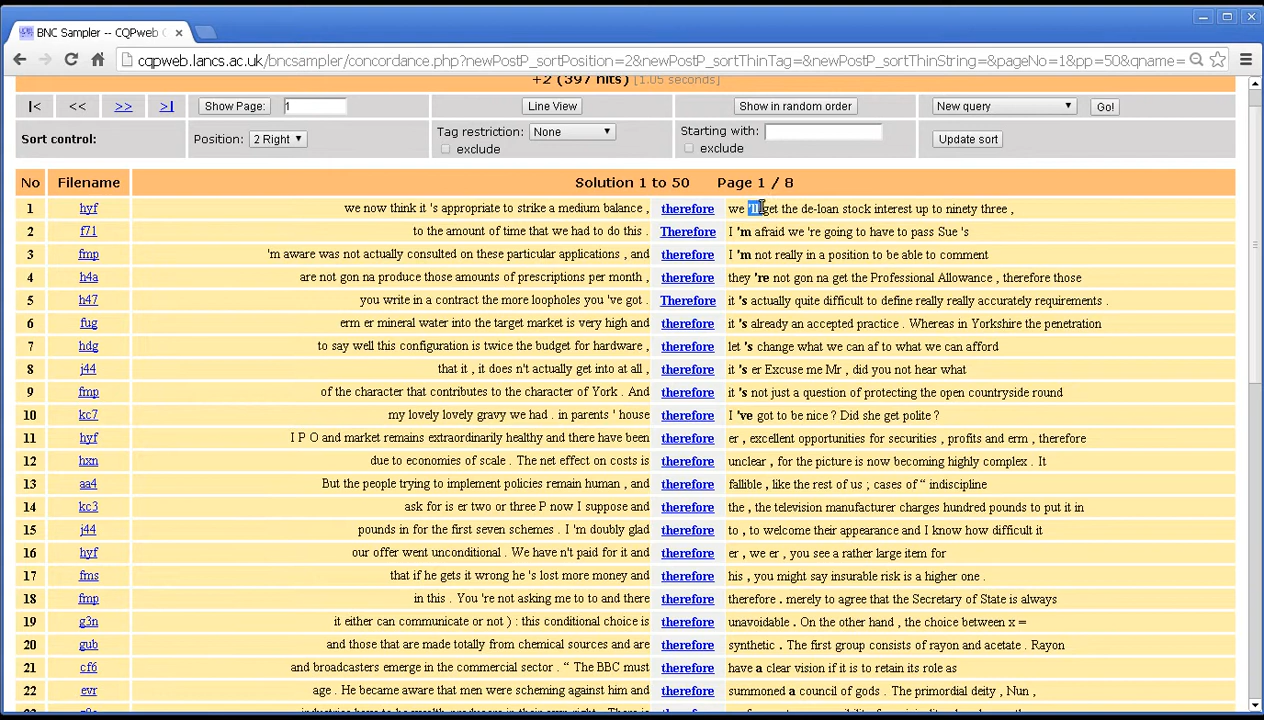 BNC Sampler -- CQPweb
cqpweb.lancs.ac.uk/bncsampler/concordance.php?newPostP_sortPosition=2&newPostP_sortThinTag=&newPostP_sortThinString=&pageNo=1&pp=50&qname=
+2 (397 hits) [1.05 seconds]
|< << >> >| Show Page: 1 Line View Show in random order New query Go!
Sort control: Position: 2 Right Tag restriction: None exclude Starting with: exclude Update sort
No Filename Solution 1 to 50 Page 1 / 8
1 hyf we now think it 's appropriate to strike a medium balance , therefore we 'll get the de-loan stock interest up to ninety three ,
2 f71 to the amount of time that we had to do this . Therefore I 'm afraid we 're going to have to pass Sue 's
3 fmp 'm aware was not actually consulted on these particular applications , and therefore I 'm not really in a position to be able to comment
4 h4a are not gon na produce those amounts of prescriptions per month , therefore they 're not gon na get the Professional Allowance , therefore those
5 h47 you write in a contract the more loopholes you 've got . Therefore it 's actually quite difficult to define really really accurately requirements .
6 fug erm er mineral water into the target market is very high and therefore it 's already an accepted practice . Whereas in Yorkshire the penetration
7 hdg to say well this configuration is twice the budget for hardware , therefore let 's change what we can af to what we can afford
8 j44 that it , it does n't actually get into at all , therefore it 's er Excuse me Mr , did you not hear what
9 fmp of the character that contributes to the character of York . And therefore it 's not just a question of protecting the open countryside round
10 kc7 my lovely lovely gravy we had . in parents ' house therefore I 've got to be nice ? Did she get polite ?
11 hyf I P O and market remains extraordinarily healthy and there have been therefore er , excellent opportunities for securities , profits and erm , therefore
12 hxn due to economies of scale . The net effect on costs is therefore unclear , for the picture is now becoming highly complex . It
13 aa4 But the people trying to implement policies remain human , and therefore fallible , like the rest of us ; cases of “ indiscipline
14 kc3 ask for is er two or three P now I suppose and therefore the , the television manufacturer charges hundred pounds to put it in
15 j44 pounds in for the first seven schemes . I 'm doubly glad therefore to , to welcome their appearance and I know how difficult it
16 hyf our offer went unconditional . We have n't paid for it and therefore er , we er , you see a rather large item for
17 fms that if he gets it wrong he 's lost more money and therefore his , you might say insurable risk is a higher one .
18 fmp in this . You 're not asking me to to and there therefore therefore . merely to agree that the Secretary of State is always
19 g3n it either can communicate or not ) : this conditional choice is therefore unavoidable . On the other hand , the choice between x =
20 gub and those that are made totally from chemical sources and are therefore synthetic . The first group consists of rayon and acetate . Rayon
21 cf6 and broadcasters emerge in the commercial sector . “ The BBC must therefore have a clear vision if it is to retain its role as
22 evr age . He became aware that men were scheming against him and therefore summoned a council of gods . The primordial deity , Nun ,